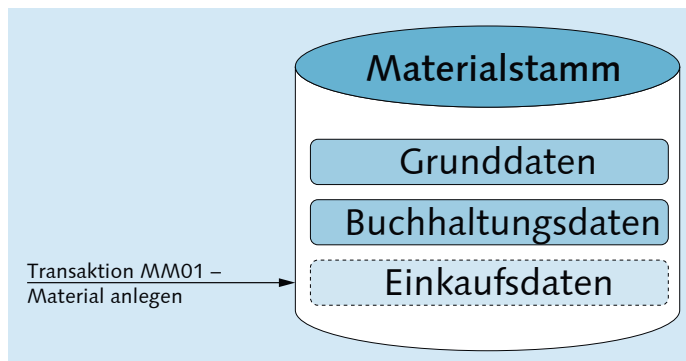 Materialstamm
Grunddaten
Buchhaltungsdaten
Einkaufsdaten
Transaktion MM01 –
Material anlegen